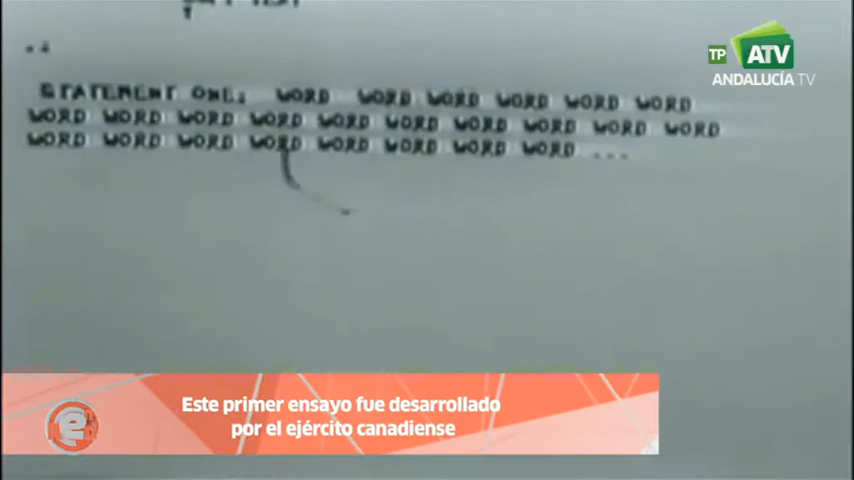 TP ATV
ANDALUCÍA TV
STATEMENT ONE: WORD WORD WORD WORD WORD WORD
WORD WORD WORD WORD WORD WORD WORD WORD WORD WORD
WORD WORD WORD WORD WORD WORD WORD WORD ...
Este primer ensayo fue desarrollado
por el ejército canadiense